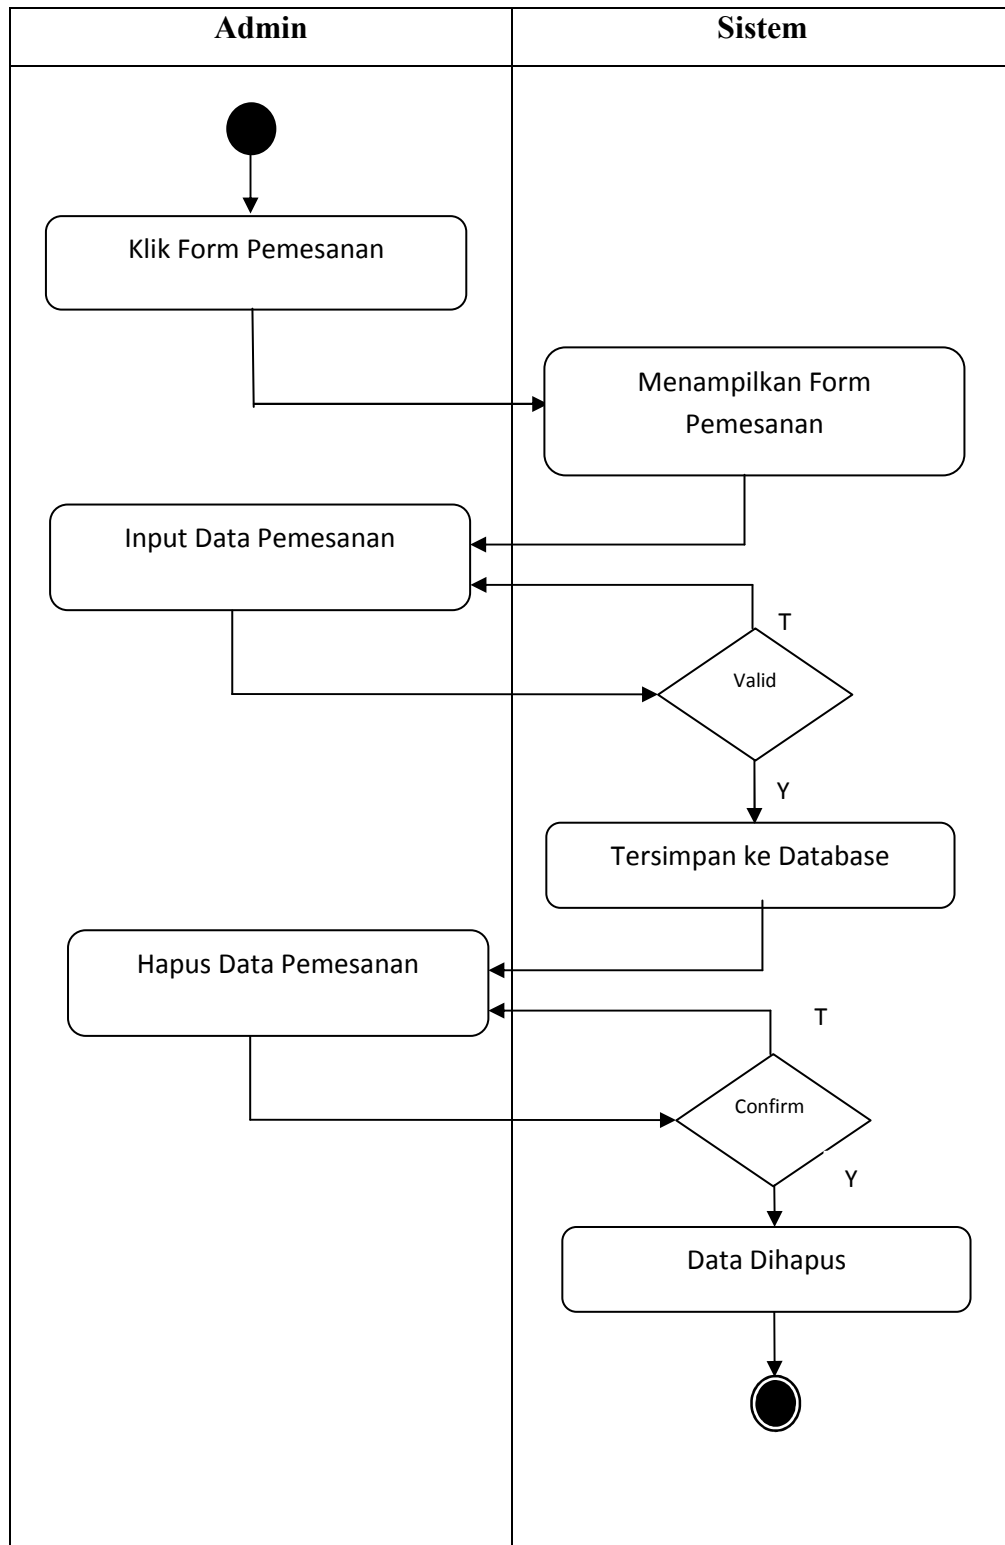 Admin
Sistem
Klik Form Pemesanan
Menampilkan Form
Pemesanan
Input Data Pemesanan
T
Valid
Y
Tersimpan ke Database
Hapus Data Pemesanan
T
Confirm
Y
Data Dihapus